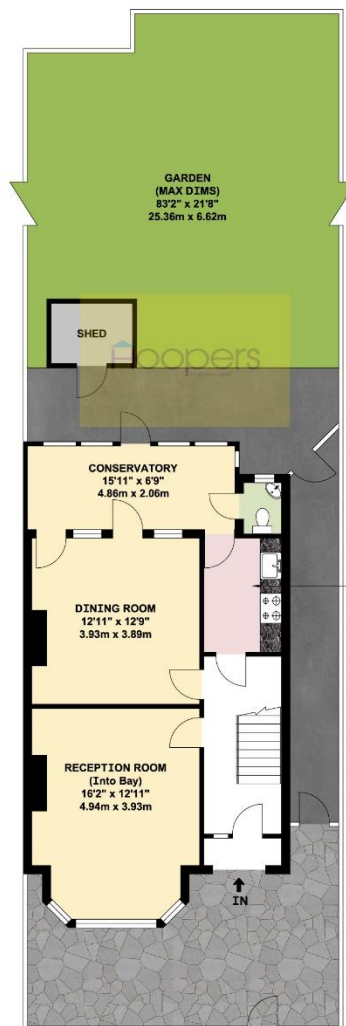 GARDEN
(MAX DIMS)
83'2" x 21'8"
25.36m x 6.62m
SHED
Hoopers
CONSERVATORY
15'11" x 6'9"
4.86m x 2.06m
DINING ROOM
12'11" x 12'9"
3.93m x 3.89m
RECEPTION ROOM
(Into Bay)
16'2" x 12'11"
4.94m x 3.93m
IN